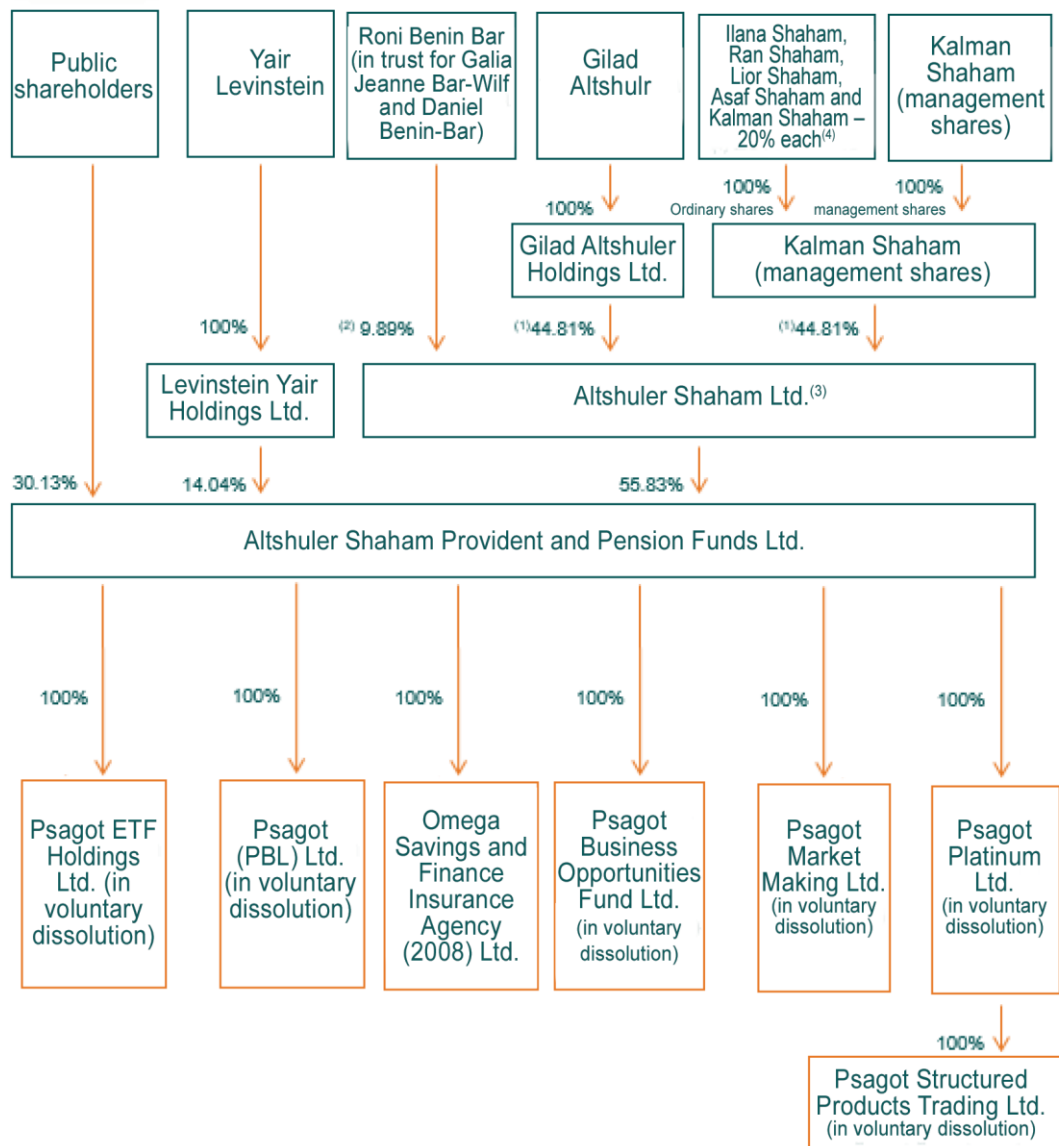 Public
shareholders
Yair
Levinstein
Roni Benin Bar
(in trust for Galia
Jeanne Bar-Wilf
and Daniel
Benin-Bar)
Gilad
Altshulr
Ilana Shaham,
Ran Shaham,
Lior Shaham,
Asaf Shaham and
Kalman Shaham –
20% each(4)
Kalman
Shaham
(management
shares)
100%
100%
Ordinary shares
100%
management shares
Gilad Altshuler
Holdings Ltd.
Kalman Shaham
(management shares)
100%
(2) 9.89%
(1)44.81%
(1)44.81%
Levinstein Yair
Holdings Ltd.
Altshuler Shaham Ltd.(3)
30.13%
14.04%
55.83%
Altshuler Shaham Provident and Pension Funds Ltd.
100%
100%
100%
100%
100%
100%
Psagot ETF
Holdings
Ltd. (in
voluntary
dissolution)
Psagot
(PBL) Ltd.
(in voluntary
dissolution)
Omega
Savings and
Finance
Insurance
Agency
(2008) Ltd.
Psagot
Business
Opportunities
Fund Ltd.
(in voluntary
dissolution)
Psagot
Market
Making Ltd.
(in voluntary
dissolution)
Psagot
Platinum
Ltd.
(in voluntary
dissolution)
100%
Psagot Structured
Products Trading Ltd.
(in voluntary dissolution)